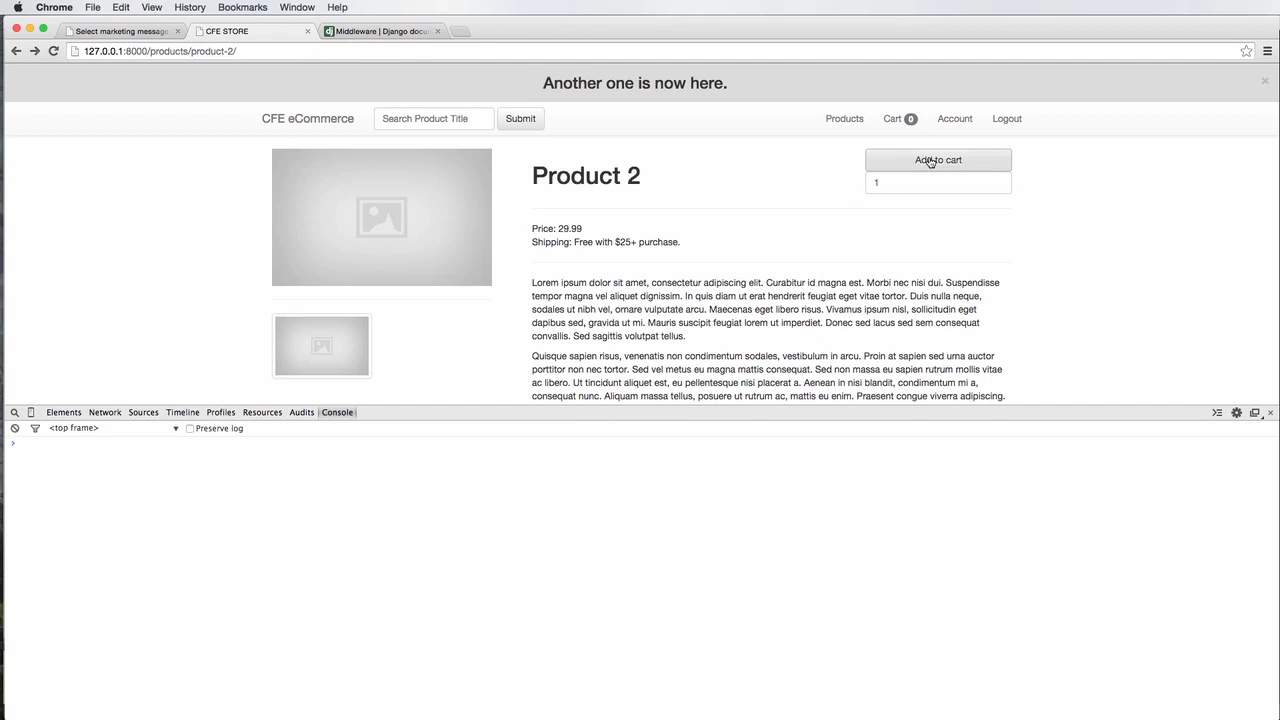 Chrome File Edit View History Bookmarks Window Help
Select marketing message
CFE STORE
Middleware | Django docu
127.0.0.1:8000/products/product-2/
Another one is now here.
CFE eCommerce
Search Product Title
Submit
Products
Cart 0
Account
Logout
Product 2
Add to cart
1
Price: 29.99
Shipping: Free with $25+ purchase.
Lorem ipsum dolor sit amet, consectetur adipiscing elit. Curabitur id magna est. Morbi nec nisi dui. Suspendisse
tempor magna vel aliquet dignissim. In quis diam ut erat hendrerit feugiat eget vitae tortor. Duis nulla neque,
sodales ut nibh vel, ornare vulputate arcu. Maecenas eget libero risus. Vivamus ipsum nisl, sollicitudin eget
dapibus sed, gravida ut mi. Mauris suscipit feugiat lorem ut imperdiet. Donec sed lacus sed sem consequat
convallis. Sed sagittis volutpat tellus.
Quisque sapien risus, venenatis non condimentum sodales, vestibulum in arcu. Proin at sapien sed urna auctor
porttitor non nec tortor. Sed vel metus eu magna mattis consequat. Sed non massa eu sapien rutrum mollis vitae
ac libero. Ut tincidunt aliquet est, eu pellentesque nisi placerat a. Aenean in nisi blandit, condimentum mi a,
consequat nunc. Aliquam massa tellus, posuere ut rutrum ac, mattis eu enim. Praesent congue viverra adipiscing.
Elements Network Sources Timeline Profiles Resources Audits Console
<top frame>
Preserve log